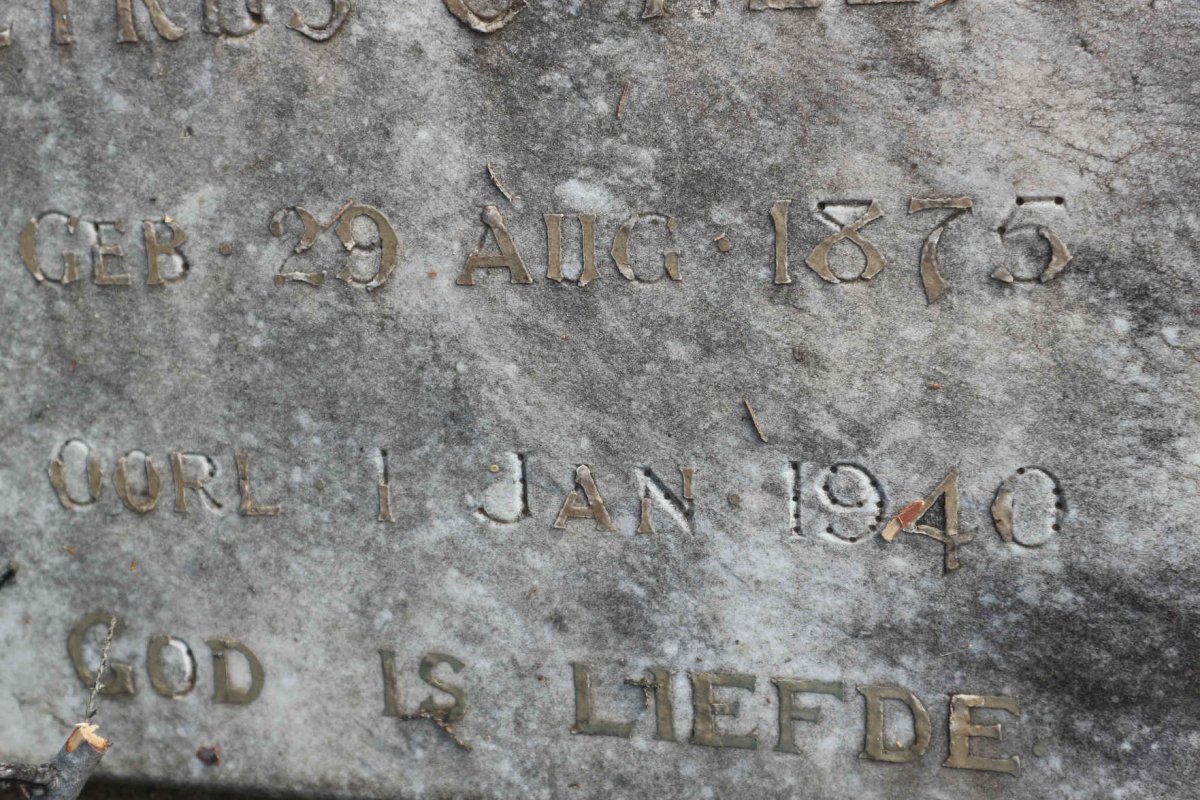 GEB · 29 AUG · 1875
OORL 1 JAN · 1940
GOD IS LIEFDE.